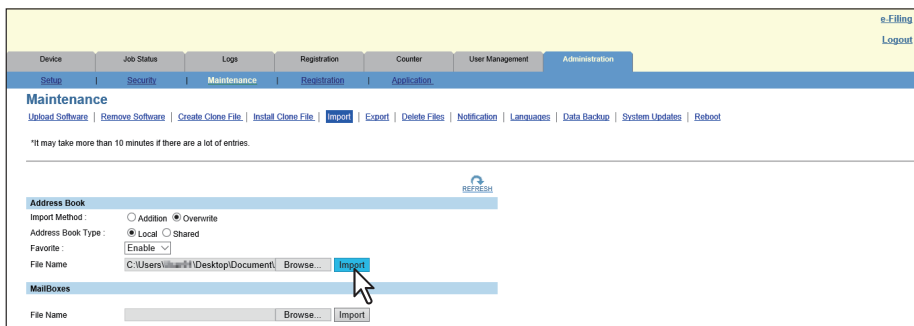 e-Filing
Logout
Device Job Status Logs Registration Counter User Management Administration
Setup | Security | Maintenance | Registration | Application
Maintenance
Upload Software | Remove Software | Create Clone File | Install Clone File | Import | Export | Delete Files | Notification | Languages | Data Backup | System Updates | Reboot
*It may take more than 10 minutes if there are a lot of entries.
REFRESH
Address Book
Import Method : Addition Overwrite
Address Book Type : Local Shared
Favorite : Enable
File Name C:\Users\ \Desktop\Document\ Browse... Import
MailBoxes
File Name Browse... Import